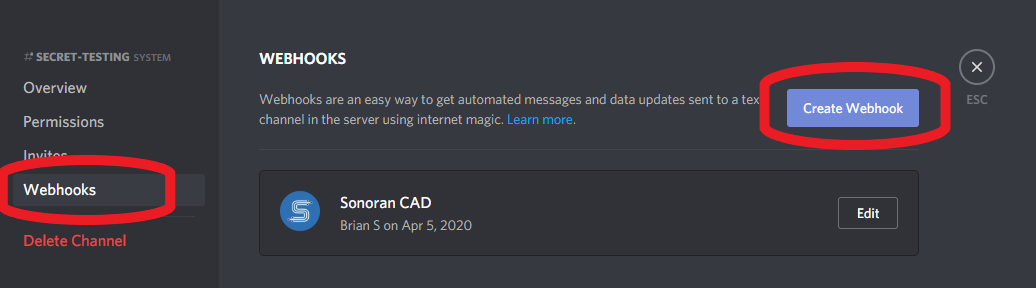 # SECRET-TESTING SYSTEM
Overview
Permissions
Invites
Webhooks
Delete Channel
WEBHOOKS
Webhooks are an easy way to get automated messages and data updates sent to a tex
channel in the server using internet magic. Learn more.
Create Webhook
ESC
Sonoran CAD
Brian S on Apr 5, 2020
Edit